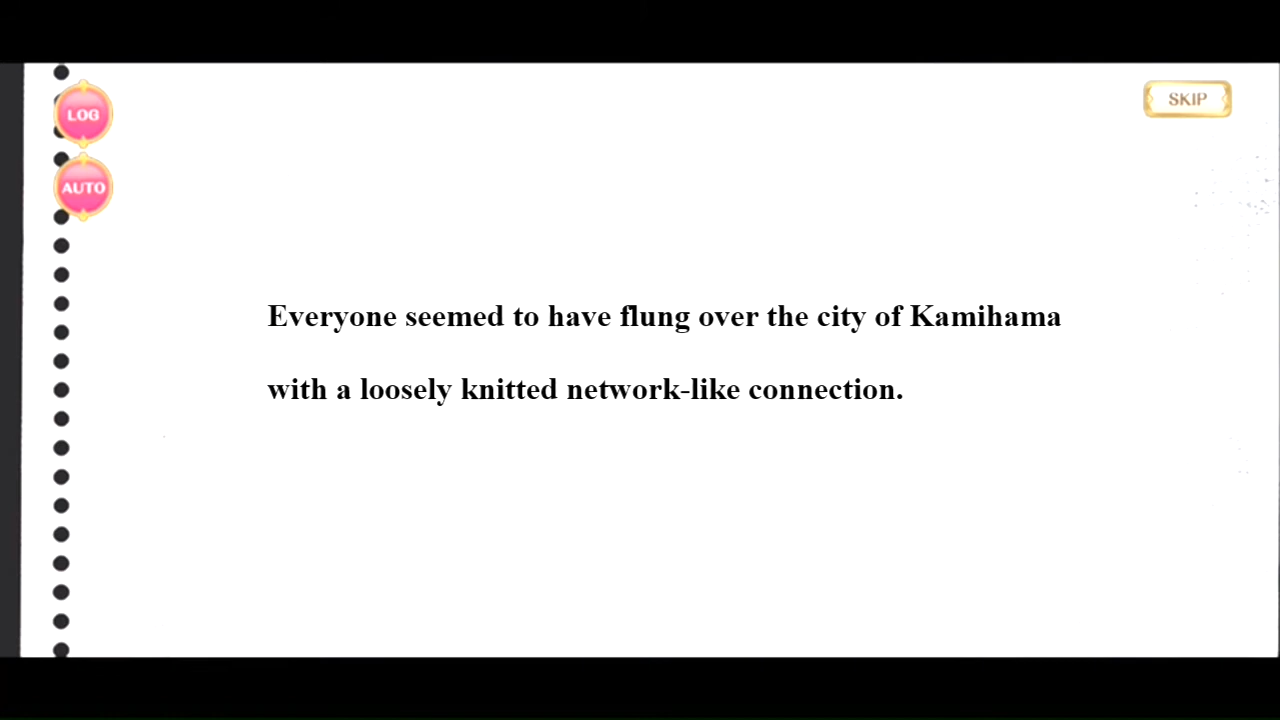 LOG
SKIP
AUTO
Everyone seemed to have flung over the city of Kamihama
with a loosely knitted network-like connection.